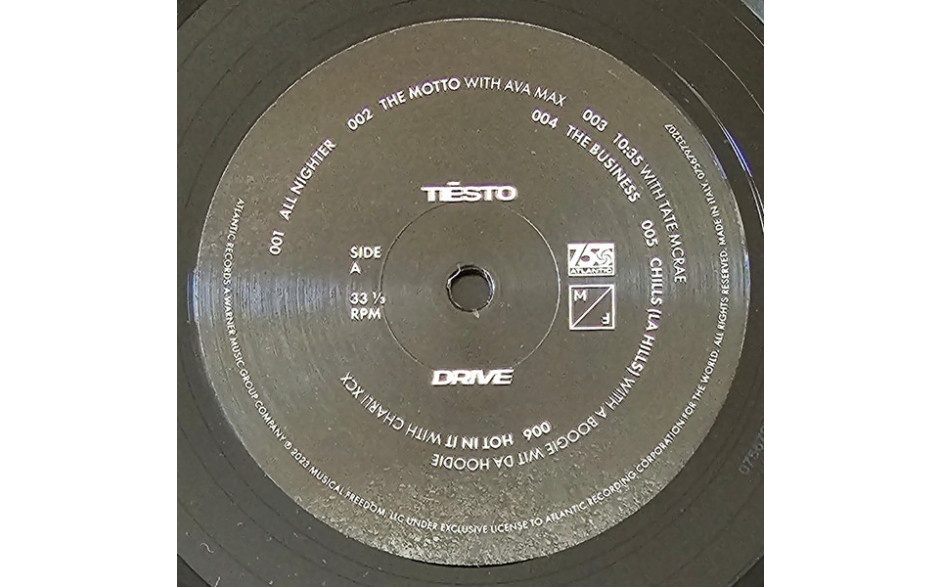 001 ALL NIGHTER
002 THE MOTTO WITH AVA MAX
003 10:35 WITH TATE MCRAE
004 THE BUSINESS
005 CHILLS (LA HILLS) WITH A BOOGIE WIT DA HOODIE
006 HOT IN IT WITH CHARLI XCX
TIËSTO
SIDE
A
33 ⅓
RPM
75
ATLANTIC
M/F
DRIVE
ATLANTIC RECORDS A WARNER MUSIC GROUP COMPANY ℗ 2023 MUSICAL FREEDOM, LLC UNDER EXCLUSIVE LICENSE TO ATLANTIC RECORDING CORPORATION FOR THE WORLD. ALL RIGHTS RESERVED. MADE IN ITALY. 075679733207